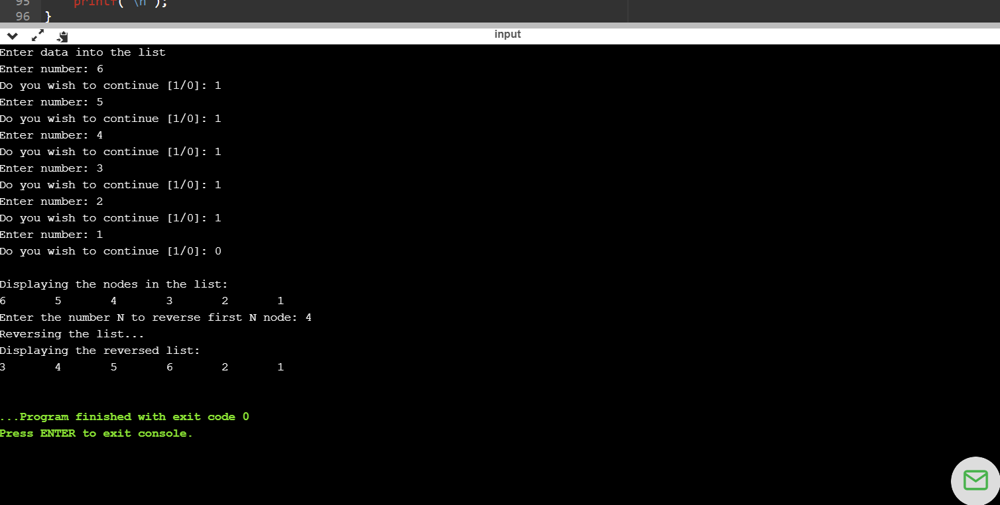 95 printf("\n");
96 }
input
Enter data into the list
Enter number: 6
Do you wish to continue [1/0]: 1
Enter number: 5
Do you wish to continue [1/0]: 1
Enter number: 4
Do you wish to continue [1/0]: 1
Enter number: 3
Do you wish to continue [1/0]: 1
Enter number: 2
Do you wish to continue [1/0]: 1
Enter number: 1
Do you wish to continue [1/0]: 0
Displaying the nodes in the list:
6 5 4 3 2 1
Enter the number N to reverse first N node: 4
Reversing the list...
Displaying the reversed list:
3 4 5 6 2 1
...Program finished with exit code 0
Press ENTER to exit console.